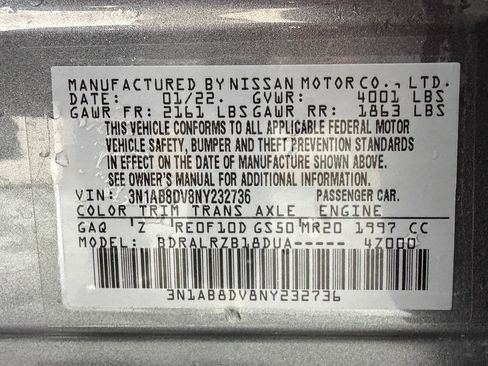 MANUFACTURED BY NISSAN MOTOR CO., LTD.
DATE: 01/22. GVWR: 4001 LBS
GAWR FR: 2161 LBS GAWR RR: 1863 LBS
THIS VEHICLE CONFORMS TO ALL APPLICABLE FEDERAL MOTOR
VEHICLE SAFETY, BUMPER AND THEFT PREVENTION STANDARDS
IN EFFECT ON THE DATE OF MANUFACTURE SHOWN ABOVE.
SEE OWNER'S MANUAL FOR ADDITIONAL INFORMATION.
VIN: 3N1AB8DV8NY232736 PASSENGER CAR.
COLOR TRIM TRANS AXLE ENGINE
GAQ Z RE0F10D GS50 MR20 1997 CC
MODEL: BDRALRZB18DUA----- 47000
3N1AB8DV8NY232736